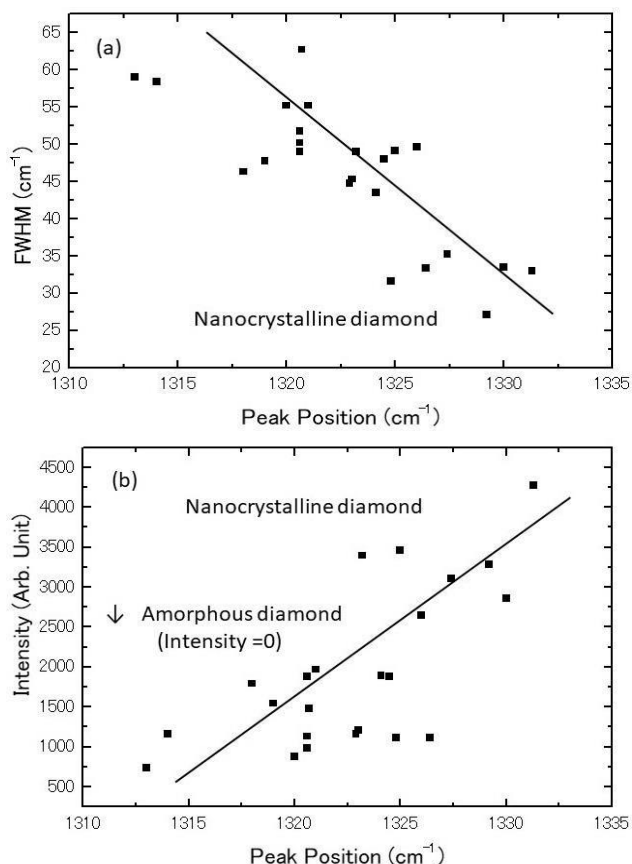 (a)
65
60
55
50
45
40
35
30
25
20
FWHM (cm⁻¹)
Nanocrystalline diamond
1310 1315 1320 1325 1330 1335
Peak Position (cm⁻¹)
(b)
4500
4000
3500
3000
2500
2000
1500
1000
500
Intensity (Arb. Unit)
Nanocrystalline diamond
↓ Amorphous diamond
(Intensity =0)
1310 1315 1320 1325 1330 1335
Peak Position (cm⁻¹)